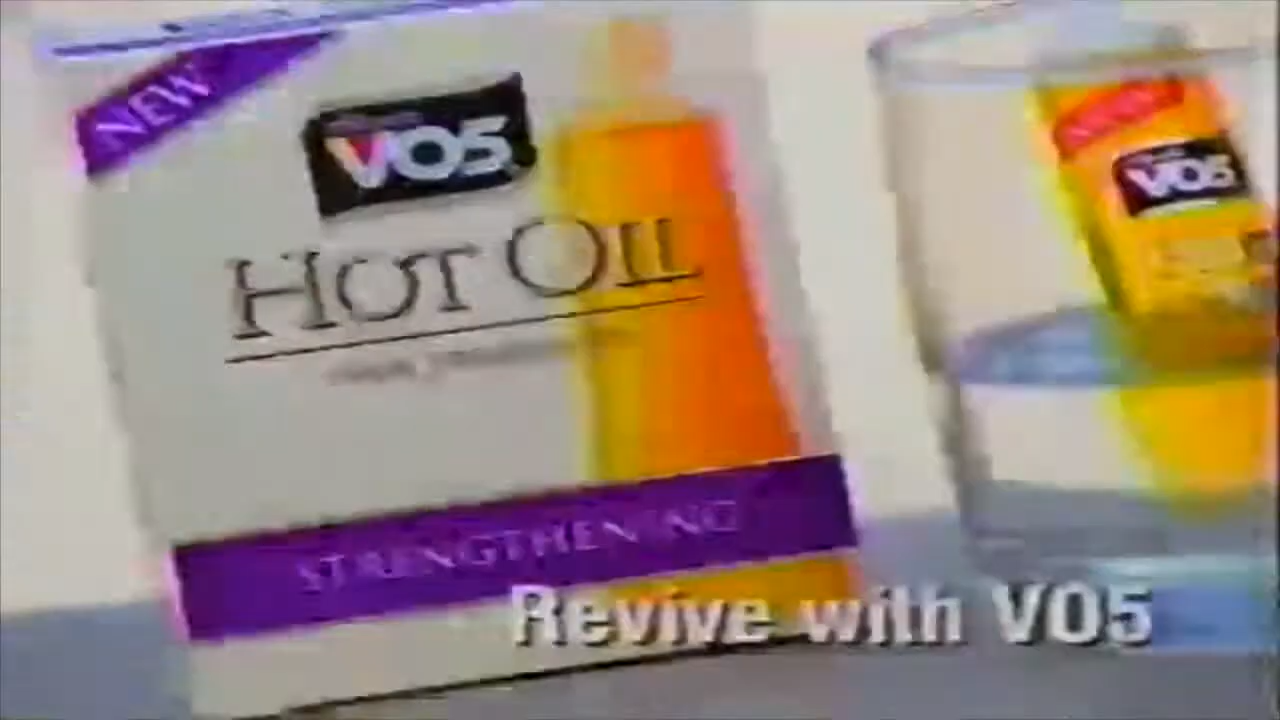 NEW
VO5
HOT OIL
STRENGTHENING
VO5
Revive with VO5